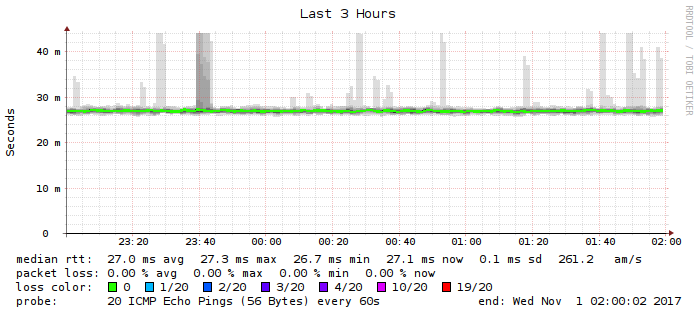 Last 3 Hours
RRDTOOL / TOBI OETIKER
Seconds
40 m
30 m
20 m
10 m
0
23:20 23:40 00:00 00:20 00:40 01:00 01:20 01:40 02:00
median rtt: 27.0 ms avg 27.3 ms max 26.7 ms min 27.1 ms now 0.1 ms sd 261.2 am/s
packet loss: 0.00 % avg 0.00 % max 0.00 % min 0.00 % now
loss color: 0 1/20 2/20 3/20 4/20 10/20 19/20
probe: 20 ICMP Echo Pings (56 Bytes) every 60s end: Wed Nov 1 02:00:02 2017